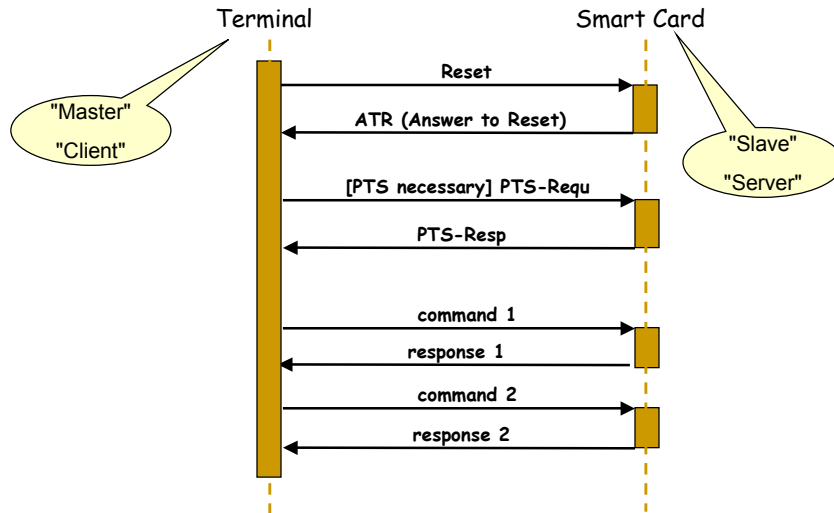 Terminal
Smart Card
"Master"
"Client"
Reset
ATR (Answer to Reset)
"Slave"
"Server"
[PTS necessary] PTS-Requ
PTS-Resp
command 1
response 1
command 2
response 2